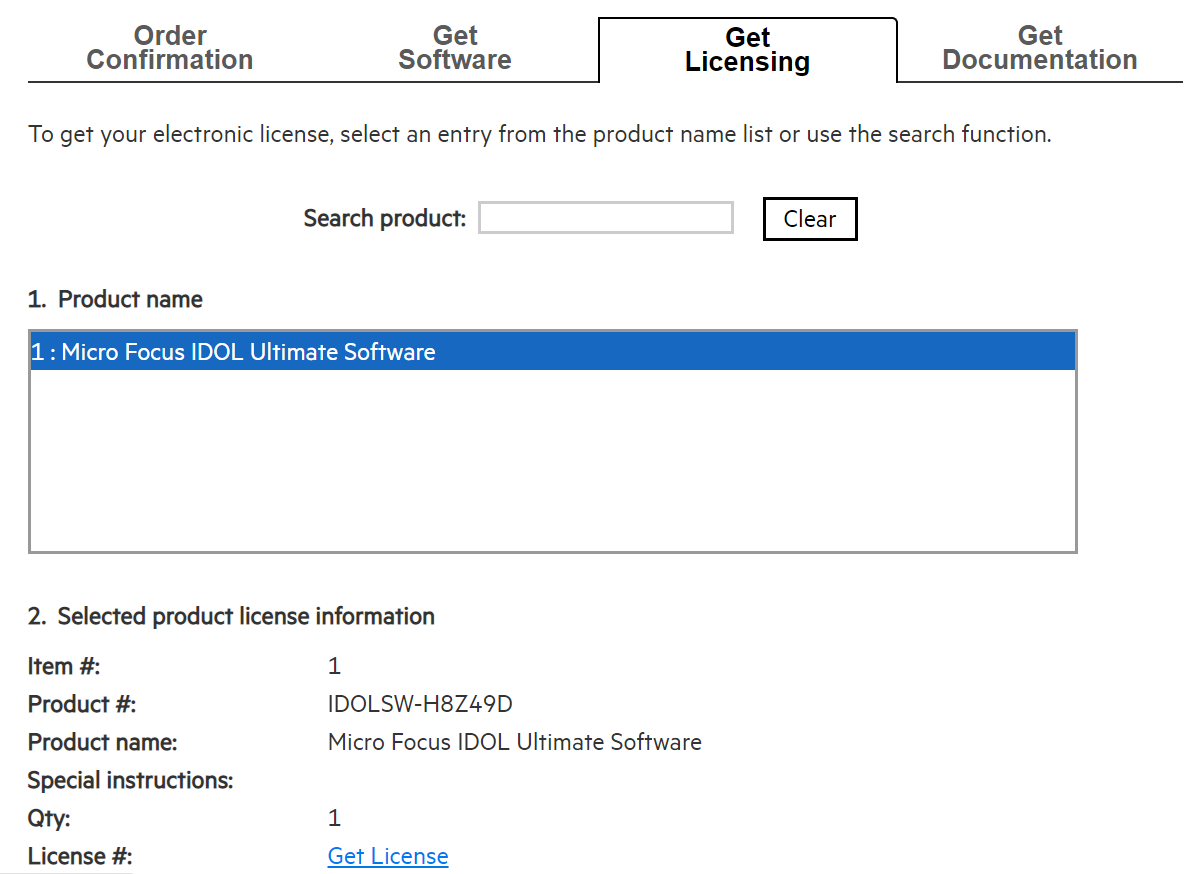 Order Confirmation
Get Software
Get Licensing
Get Documentation
To get your electronic license, select an entry from the product name list or use the search function.
Search product:
Clear
1. Product name
1 : Micro Focus IDOL Ultimate Software
2. Selected product license information
Item #: 1
Product #: IDOLSW-H8Z49D
Product name: Micro Focus IDOL Ultimate Software
Special instructions:
Qty: 1
License #: Get License